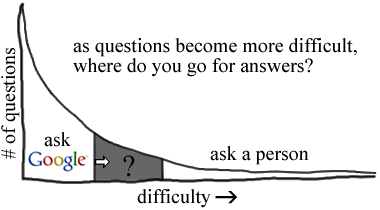 as questions become more difficult,
where do you go for answers?
# of questions
ask
Google
?
ask a person
difficulty →